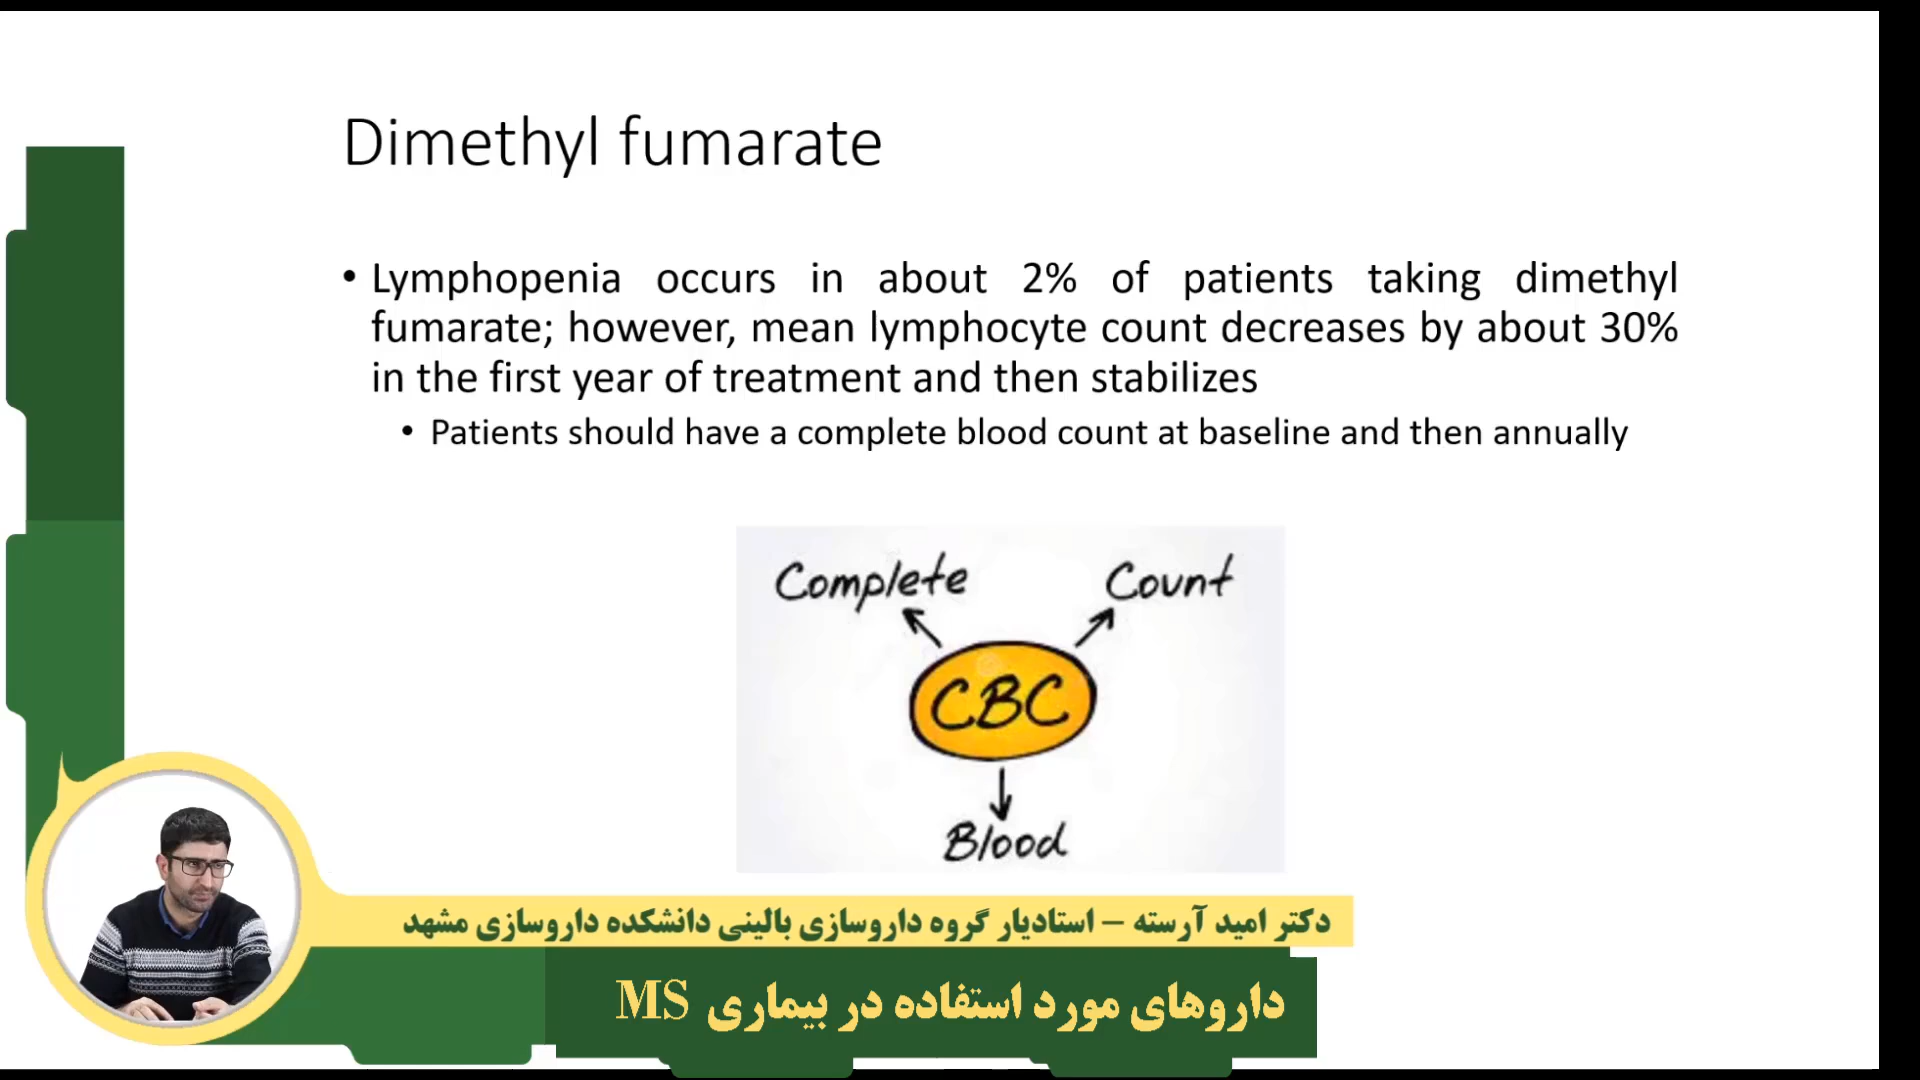 Dimethyl fumarate
• Lymphopenia occurs in about 2% of patients taking dimethyl
fumarate; however, mean lymphocyte count decreases by about 30%
in the first year of treatment and then stabilizes
• Patients should have a complete blood count at baseline and then annually
Complete
Count
CBC
Blood
دکتر امید آرسته – استادیار گروه داروسازی بالینی دانشکده داروسازی مشهد
داروهای مورد استفاده در بیماری MS